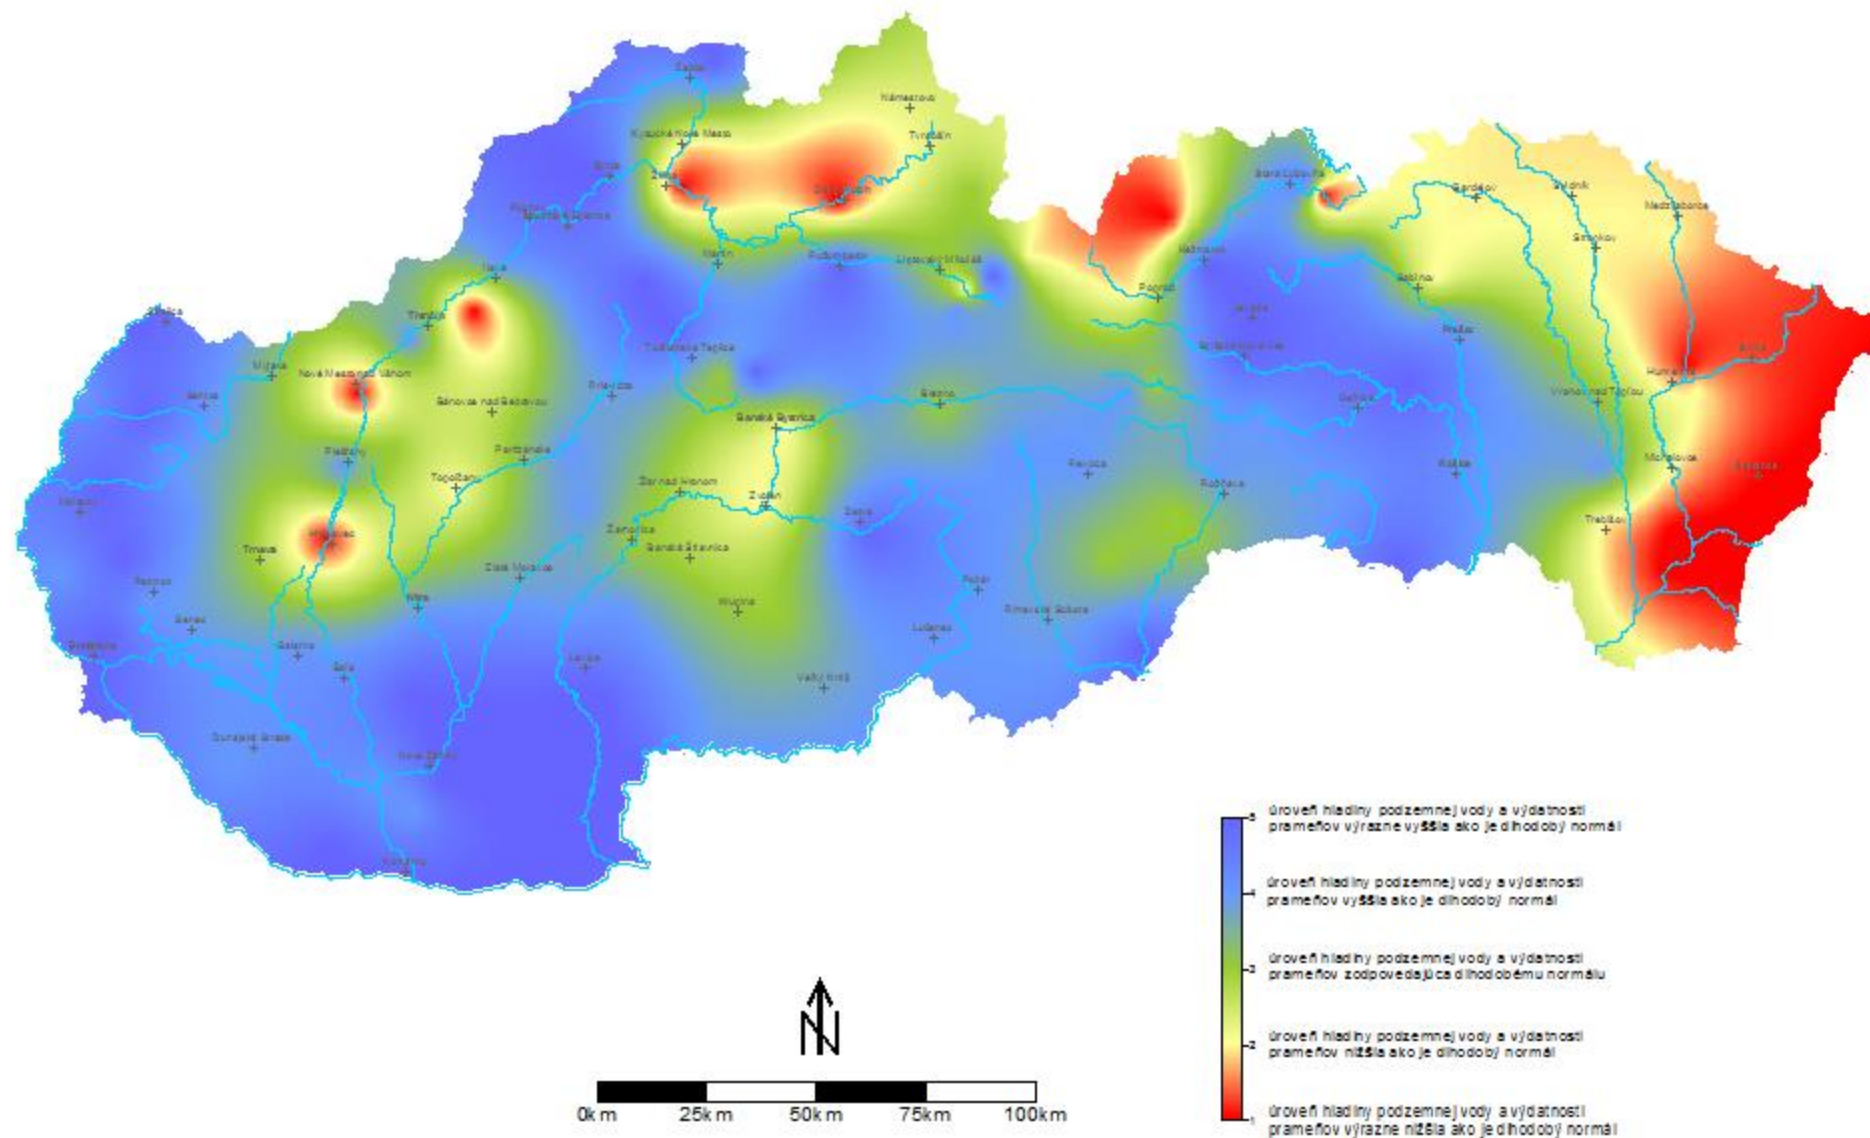 Čadca
Námestovo
Kysucké Nové Mesto
Tvrdošín
Žilina
Bytča
Dolný Kubín
Stará Ľubovňa
Bardejov
Svidník
Medzilaborce
Púchov
Považská Bystrica
Stropkov
Martin
Ružomberok
Liptovský Mikuláš
Kežmarok
Ilava
Poprad
Sabinov
Skalica
Trenčín
Levoča
Prešov
Turčianske Teplice
Spišská Nová Ves
Snina
Myjava
Nové Mesto nad Váhom
Humenné
Prievidza
Senica
Bánovce nad Bebravou
Brezno
Gelnica
Vranov nad Topľou
Banská Bystrica
Piešťany
Partizánske
Revúca
Košice
Michalovce
Sobrance
Topoľčany
Žiar nad Hronom
Zvolen
Rožňava
Malacky
Detva
Trebišov
Hlohovec
Žarnovica
Trnava
Banská Štiavnica
Zlaté Moravce
Pezinok
Poltár
Nitra
Krupina
Rimavská Sobota
Senec
Lučenec
Bratislava
Galanta
Šaľa
Levice
Veľký Krtíš
Dunajská Streda
Nové Zámky
Komárno
5
úroveň hladiny podzemnej vody a výdatnosti
prameňov výrazne vyššia ako je dlhodobý normál
4
úroveň hladiny podzemnej vody a výdatnosti
prameňov vyššia ako je dlhodobý normál
3
úroveň hladiny podzemnej vody a výdatnosti
prameňov zodpovedajúca dlhodobému normálu
2
úroveň hladiny podzemnej vody a výdatnosti
prameňov nižšia ako je dlhodobý normál
1
úroveň hladiny podzemnej vody a výdatnosti
prameňov výrazne nižšia ako je dlhodobý normál
N
0km 25km 50km 75km 100km